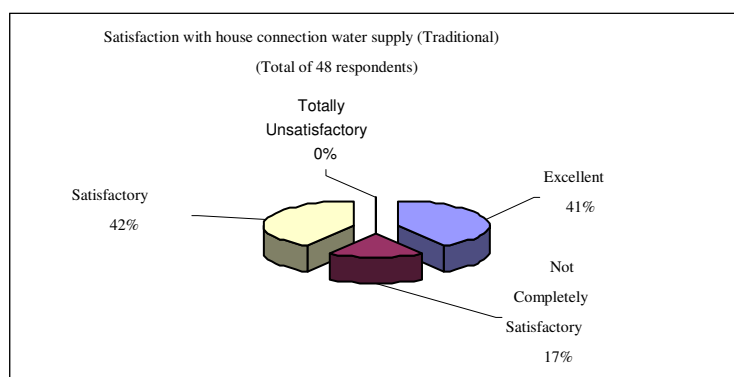 Satisfaction with house connection water supply (Traditional)
(Total of 48 respondents)
Totally
Unsatisfactory
0%
Satisfactory
42%
Excellent
41%
Not
Completely
Satisfactory
17%